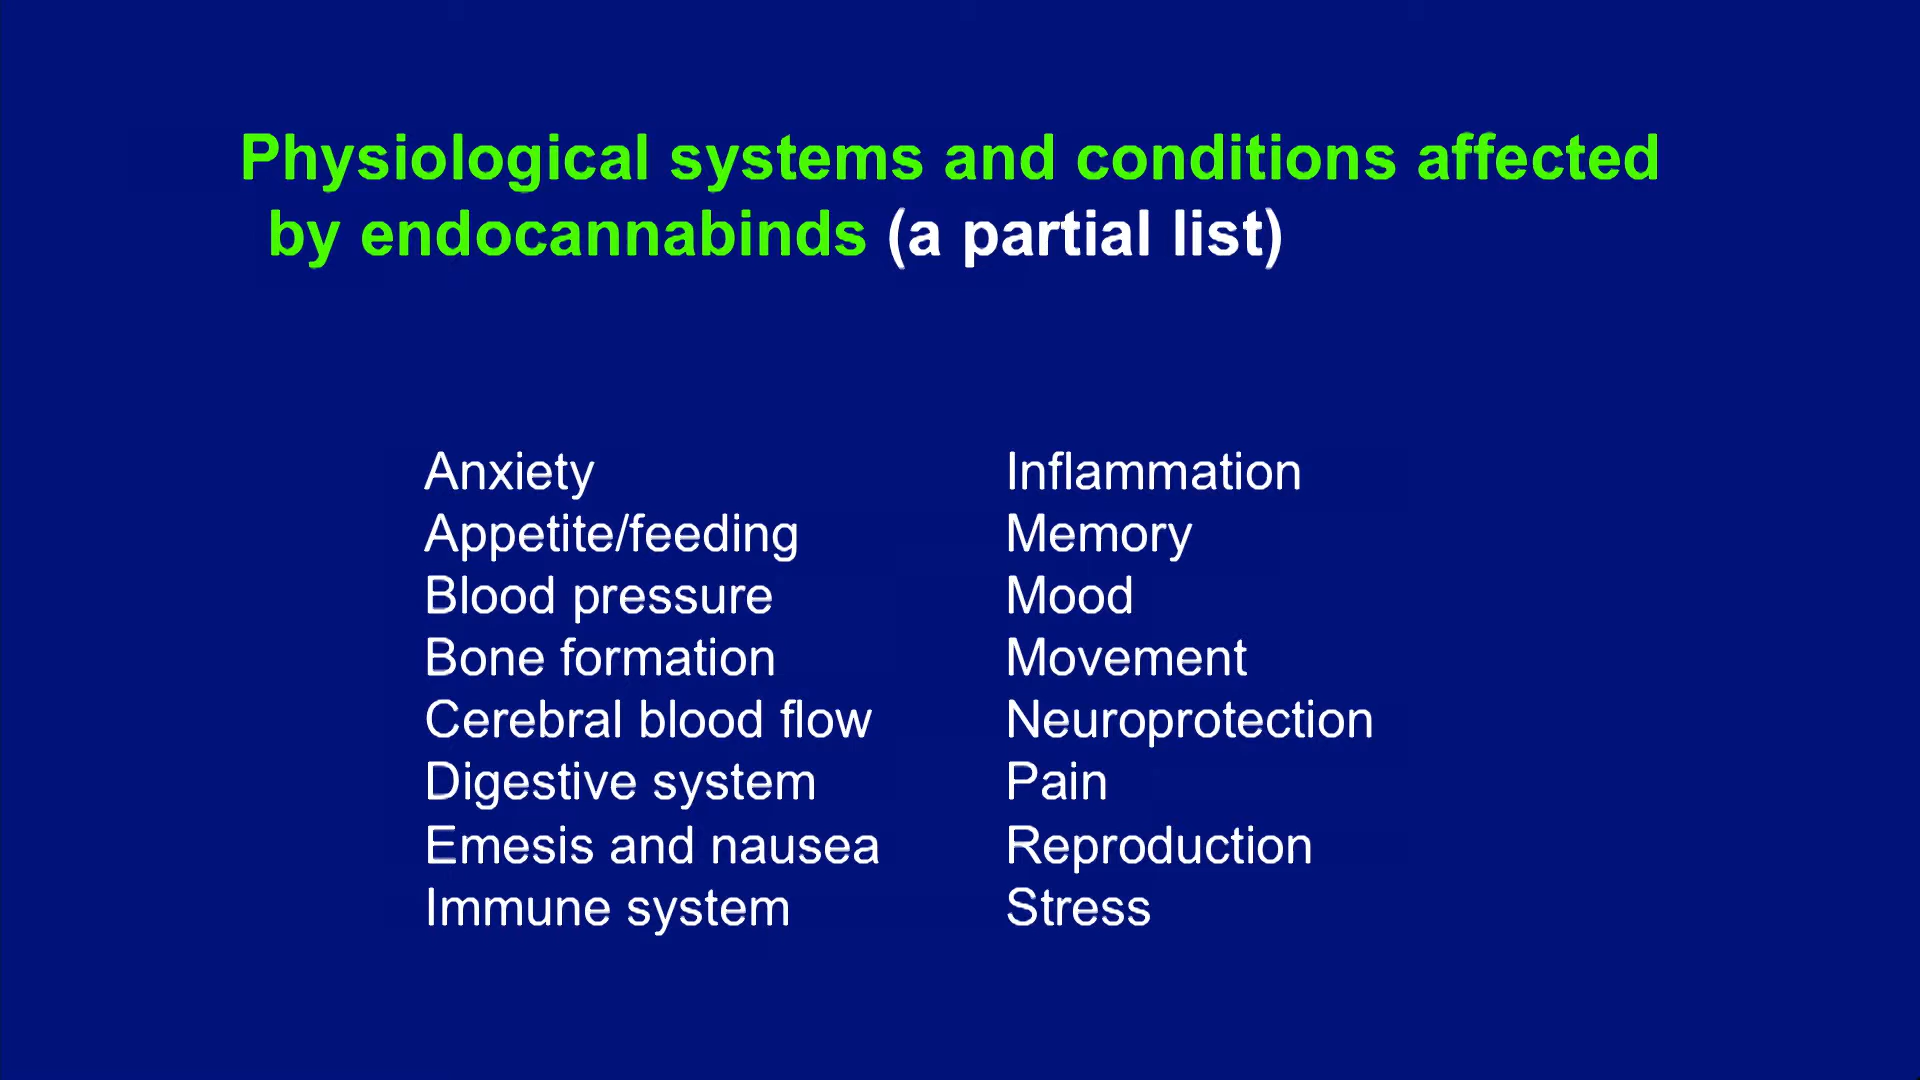 Physiological systems and conditions affected
by endocannabinds (a partial list)
Anxiety
Appetite/feeding
Blood pressure
Bone formation
Cerebral blood flow
Digestive system
Emesis and nausea
Immune system
Inflammation
Memory
Mood
Movement
Neuroprotection
Pain
Reproduction
Stress